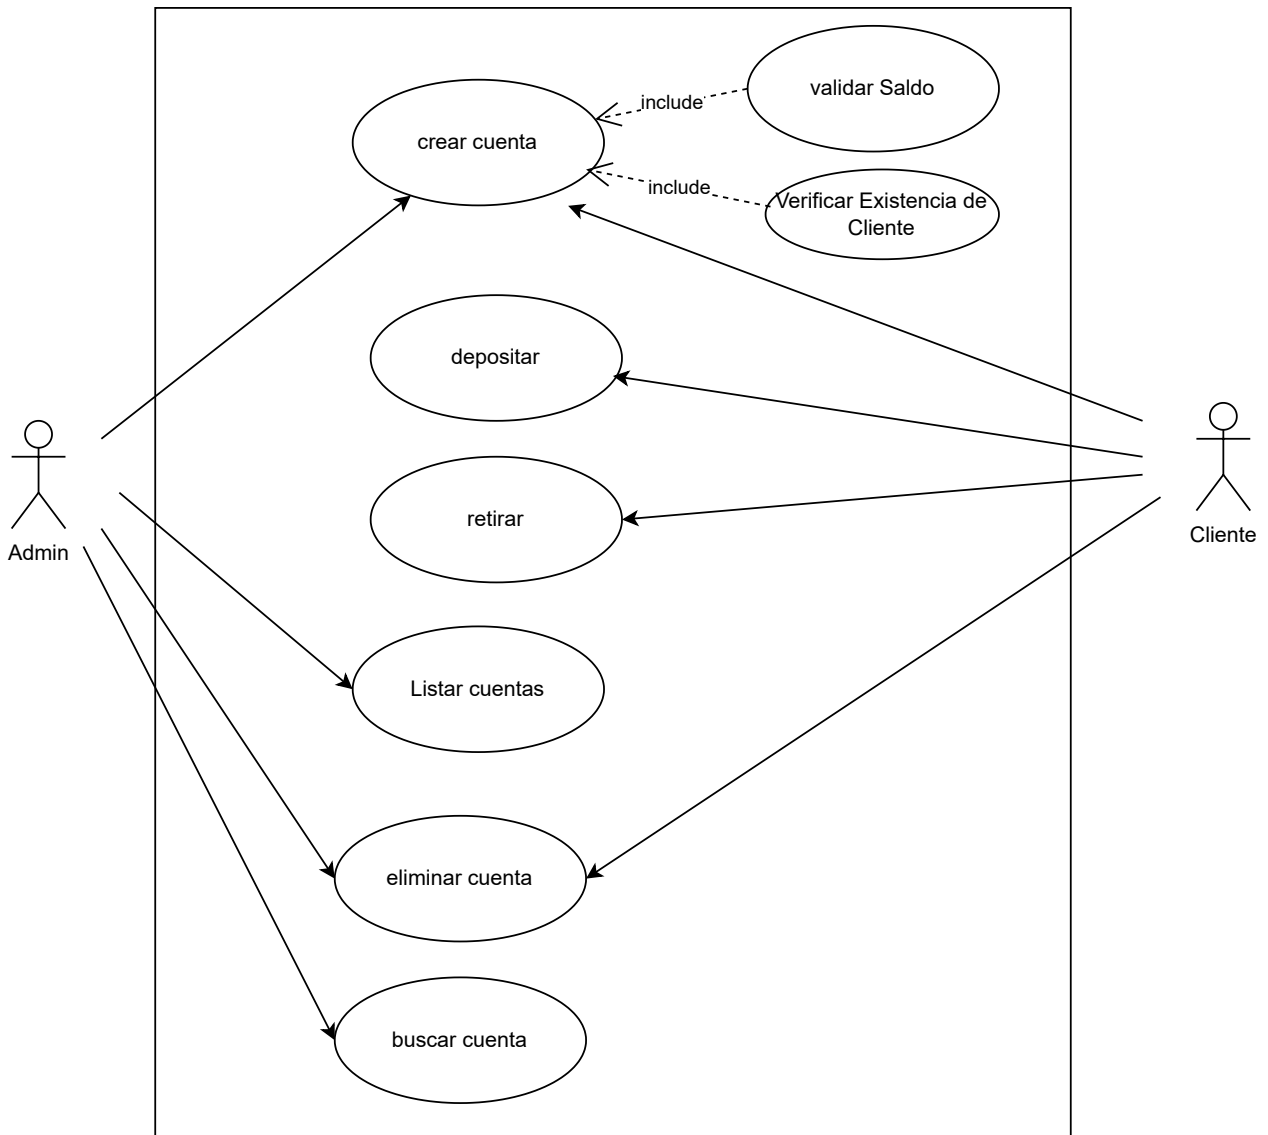 validar Saldo
include
crear cuenta
include
Verificar Existencia de
Cliente
depositar
retirar
Admin
Cliente
Listar cuentas
eliminar cuenta
buscar cuenta